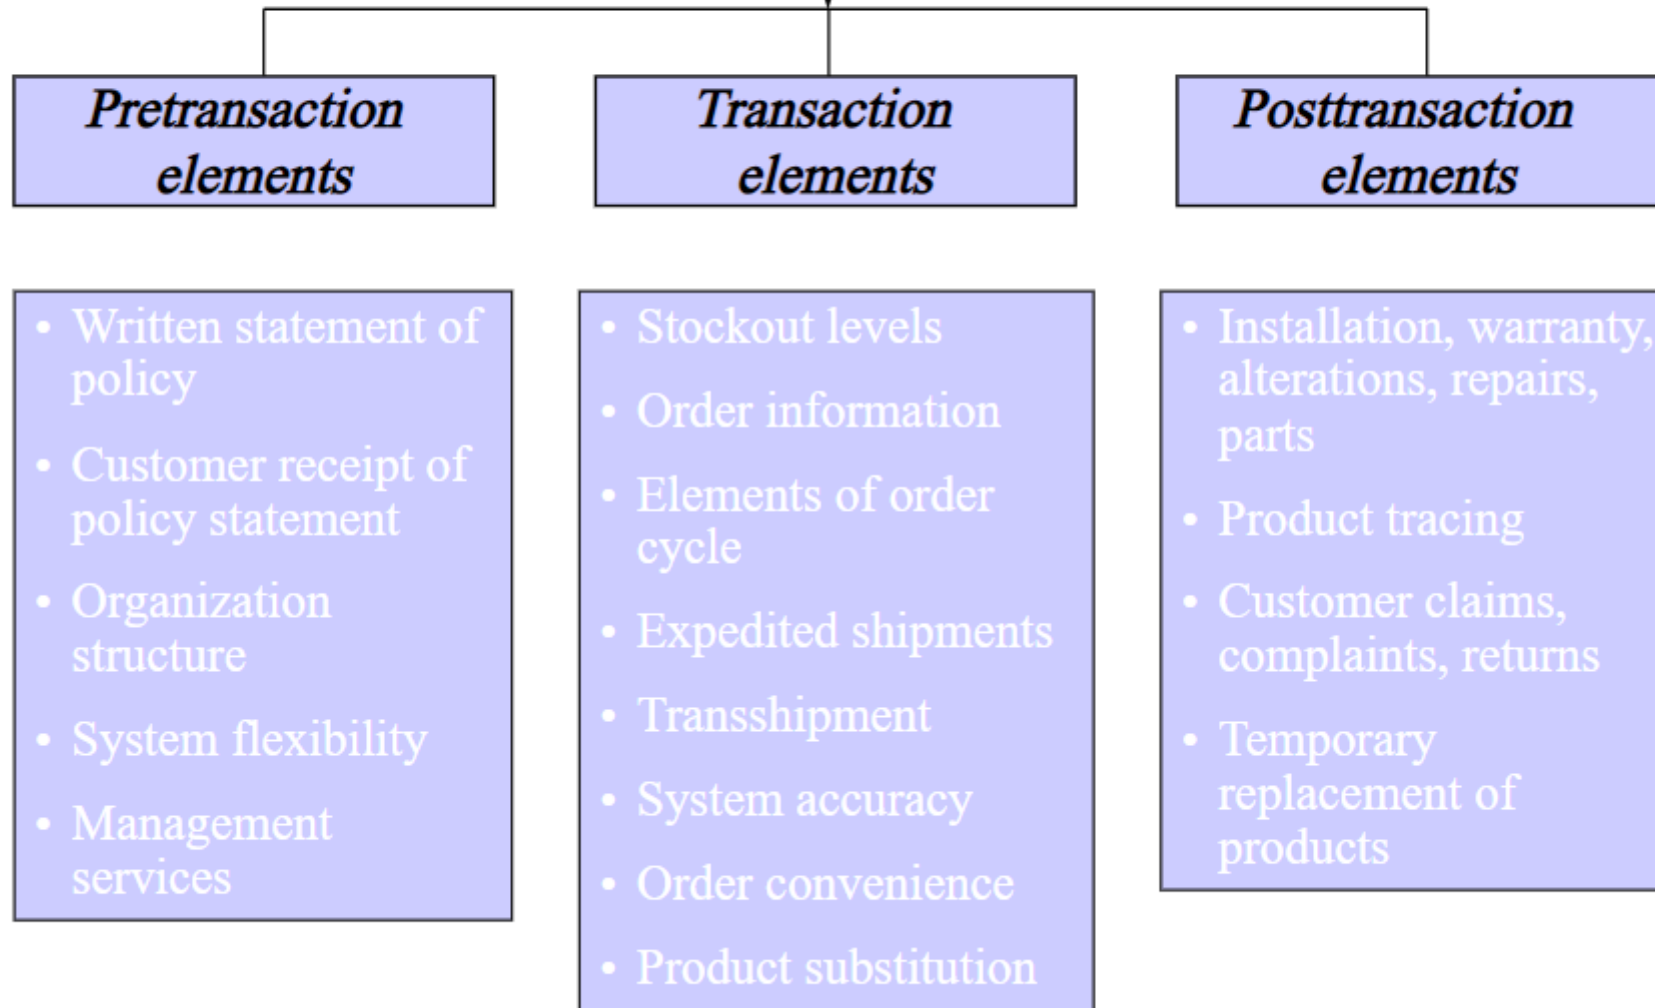 Pretransaction
elements
Transaction
elements
Posttransaction
elements
• Written statement of
policy
• Customer receipt of
policy statement
• Organization
structure
• System flexibility
• Management
services
• Stockout levels
• Order information
• Elements of order
cycle
• Expedited shipments
• Transshipment
• System accuracy
• Order convenience
• Product substitution
• Installation, warranty,
alterations, repairs,
parts
• Product tracing
• Customer claims,
complaints, returns
• Temporary
replacement of
products